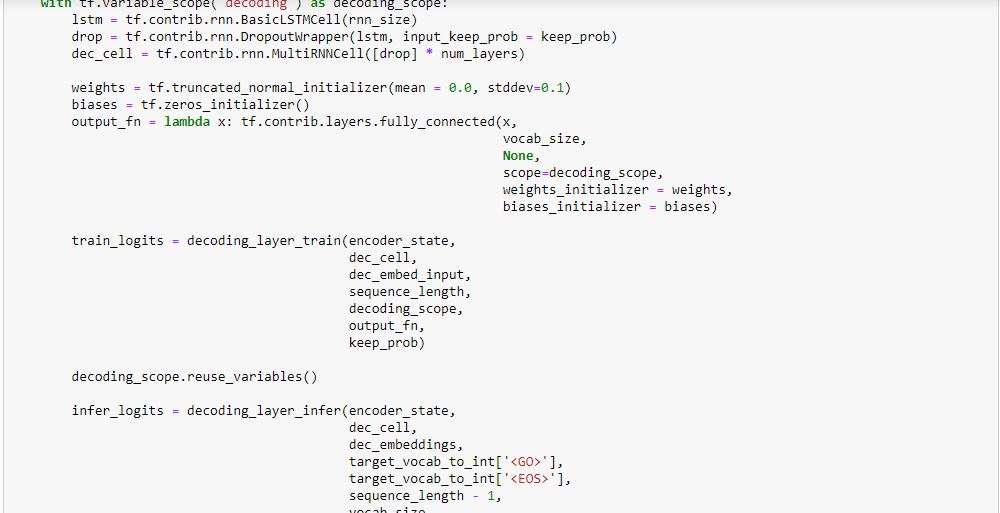 with tf.variable_scope("decoding") as decoding_scope:
lstm = tf.contrib.rnn.BasicLSTMCell(rnn_size)
drop = tf.contrib.rnn.DropoutWrapper(lstm, input_keep_prob = keep_prob)
dec_cell = tf.contrib.rnn.MultiRNNCell([drop] * num_layers)
weights = tf.truncated_normal_initializer(mean = 0.0, stddev=0.1)
biases = tf.zeros_initializer()
output_fn = lambda x: tf.contrib.layers.fully_connected(x,
vocab_size,
None,
scope=decoding_scope,
weights_initializer = weights,
biases_initializer = biases)
train_logits = decoding_layer_train(encoder_state,
dec_cell,
dec_embed_input,
sequence_length,
decoding_scope,
output_fn,
keep_prob)
decoding_scope.reuse_variables()
infer_logits = decoding_layer_infer(encoder_state,
dec_cell,
dec_embeddings,
target_vocab_to_int['<GO>'],
target_vocab_to_int['<EOS>'],
sequence_length - 1,
vocab_size